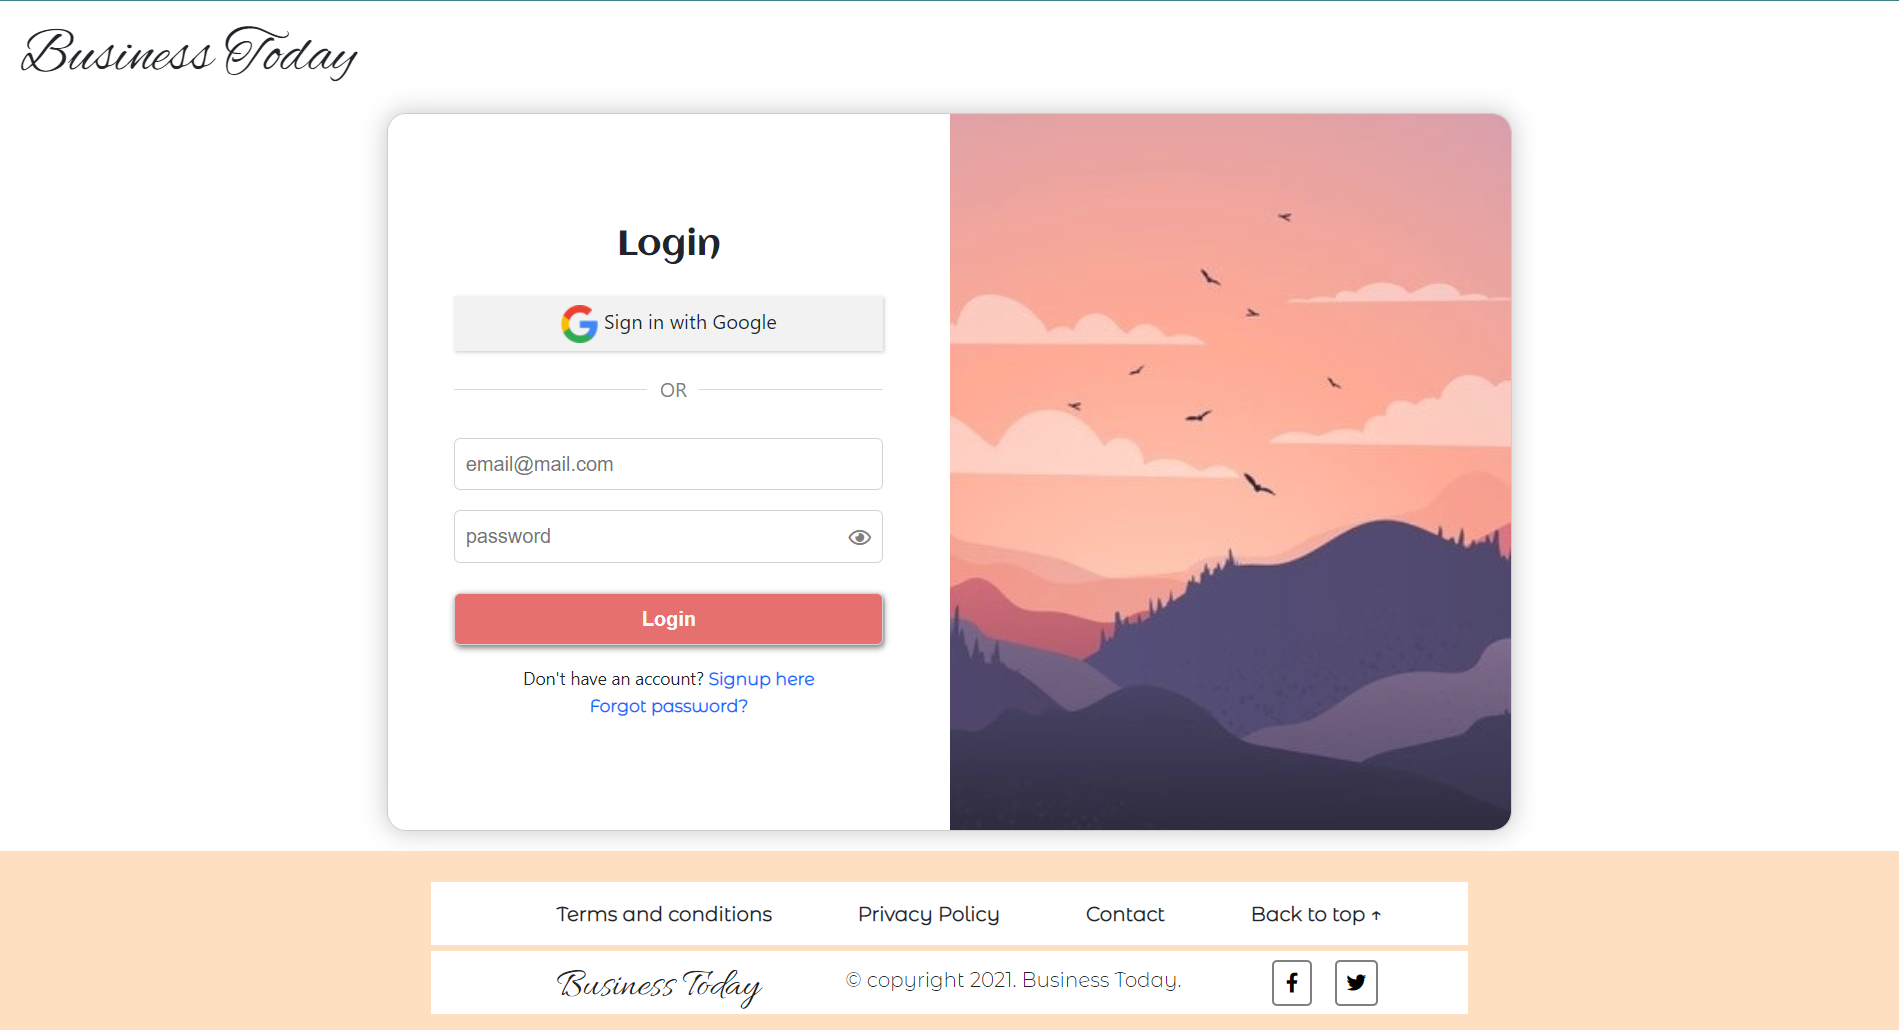 Business Today
Login
Sign in with Google
OR
email@mail.com
password
Login
Don't have an account? Signup here
Forgot password?
Terms and conditions Privacy Policy Contact Back to top ↑
Business Today © copyright 2021. Business Today.